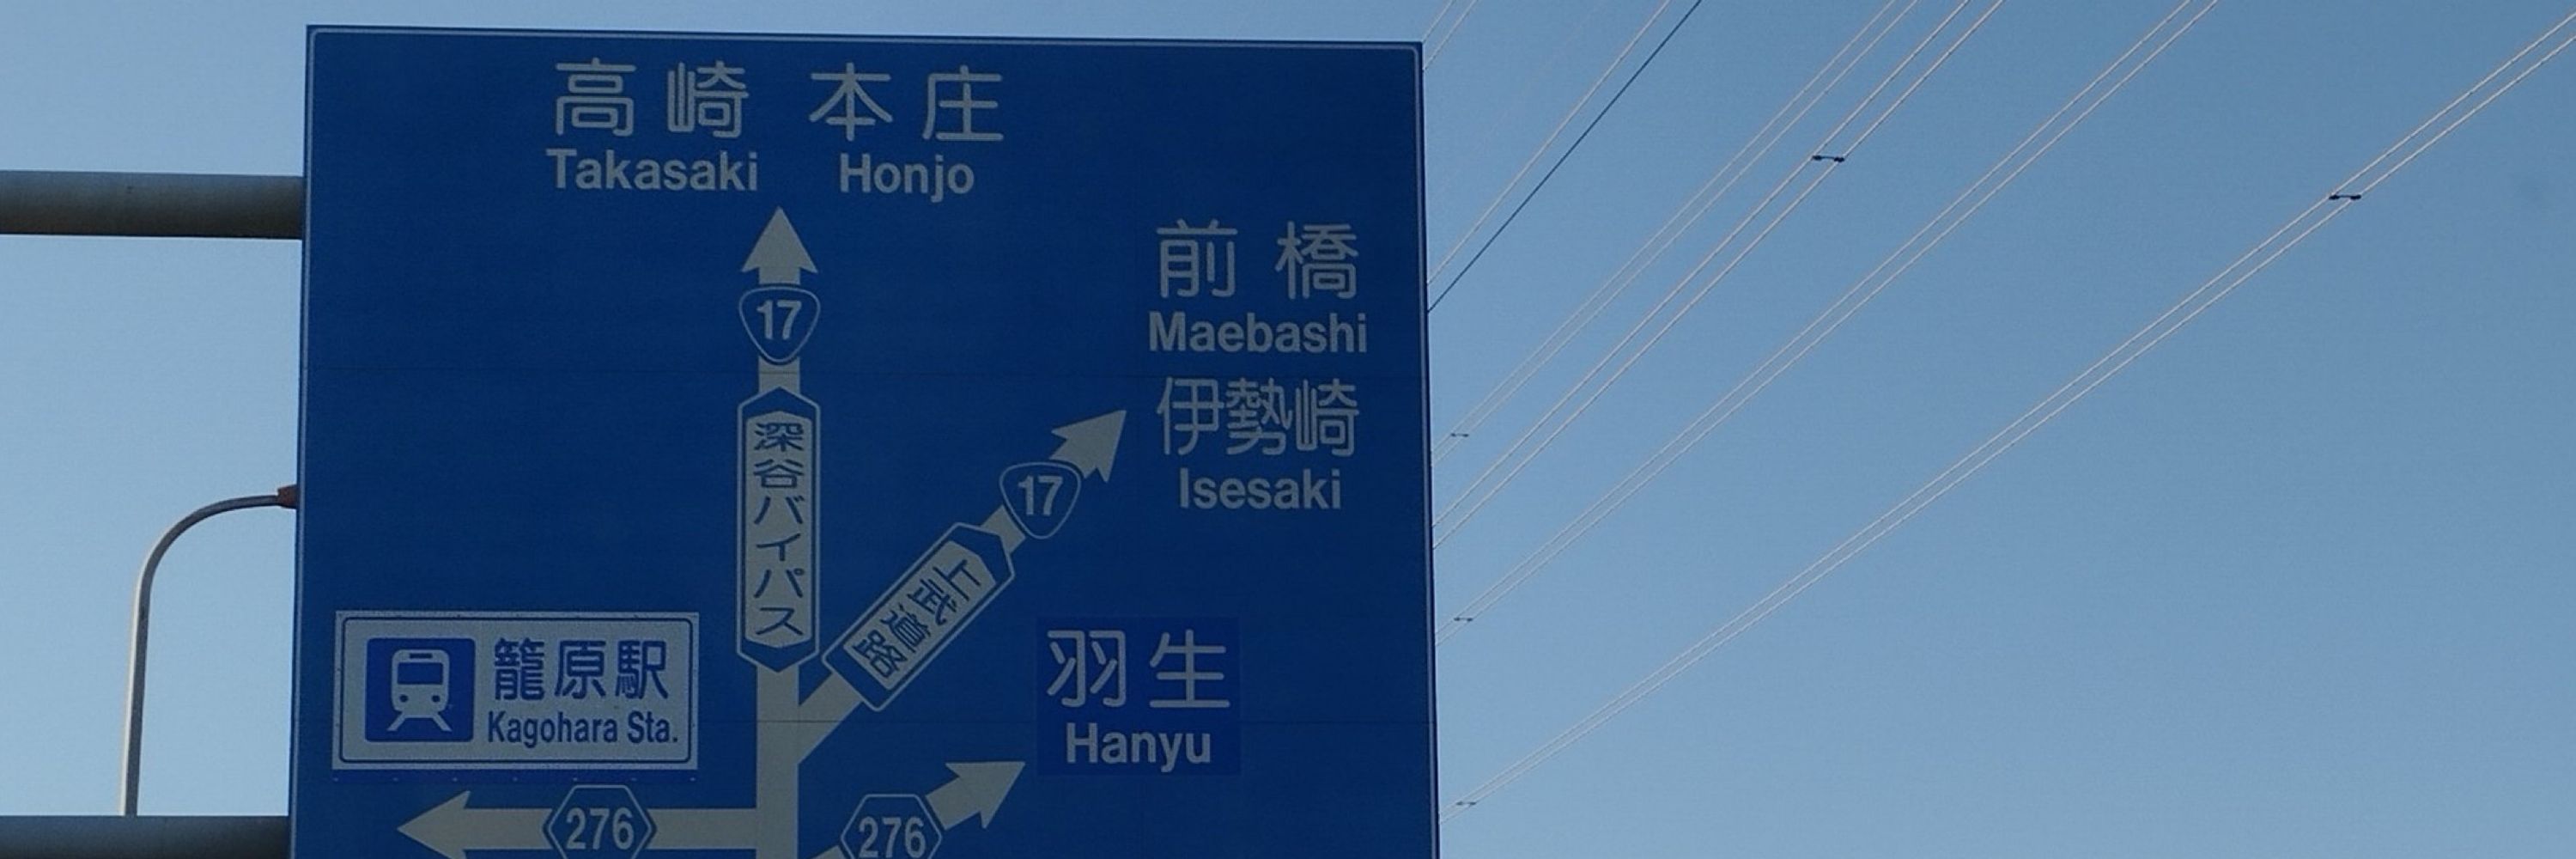 高崎 本庄
Takasaki Honjo
17
前橋
Maebashi
伊勢崎
Isesaki
17
深谷バイパス
上武道路
羽生
Hanyu
籠原駅
Kagohara Sta.
276
276